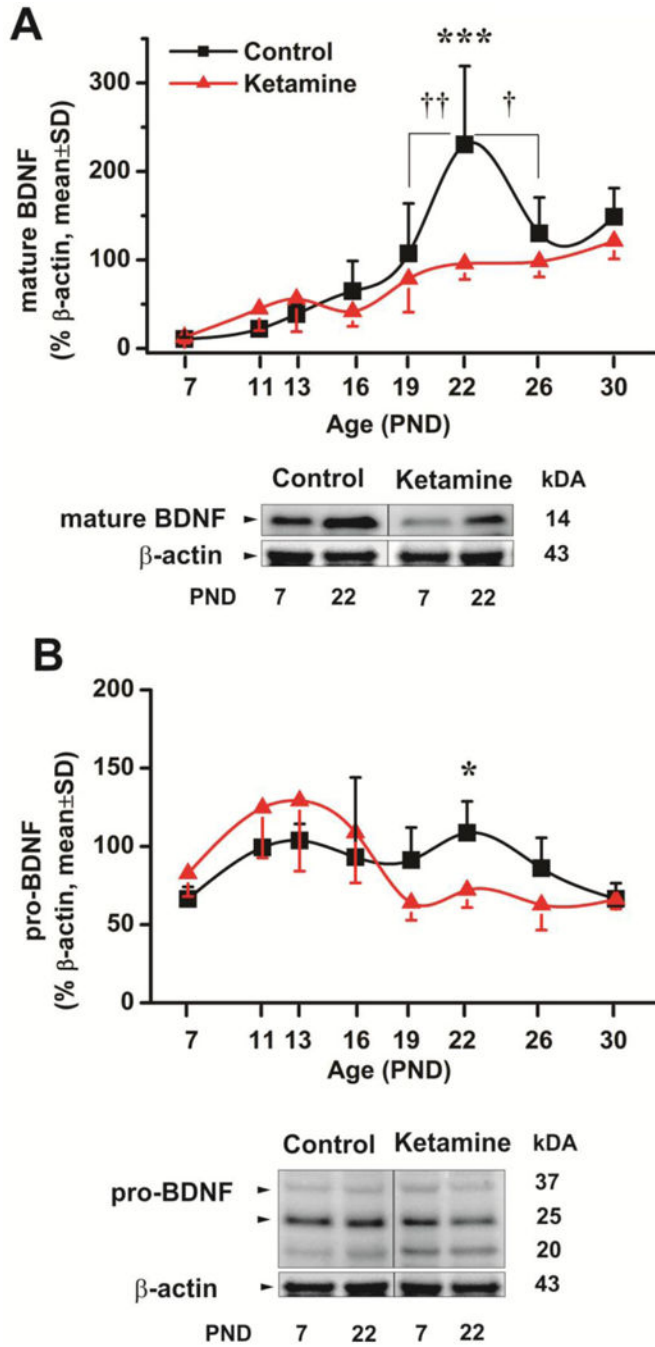 A
Control
Ketamine
***
††
†
300
200
100
0
mature BDNF
(% β-actin, mean±SD)
7 11 13 16 19 22 26 30
Age (PND)
Control Ketamine kDA
mature BDNF 14
β-actin 43
PND 7 22 7 22
B
200
150
100
50
0
pro-BDNF
(% β-actin, mean±SD)
*
7 11 13 16 19 22 26 30
Age (PND)
Control Ketamine kDA
pro-BDNF 37
25
20
β-actin 43
PND 7 22 7 22